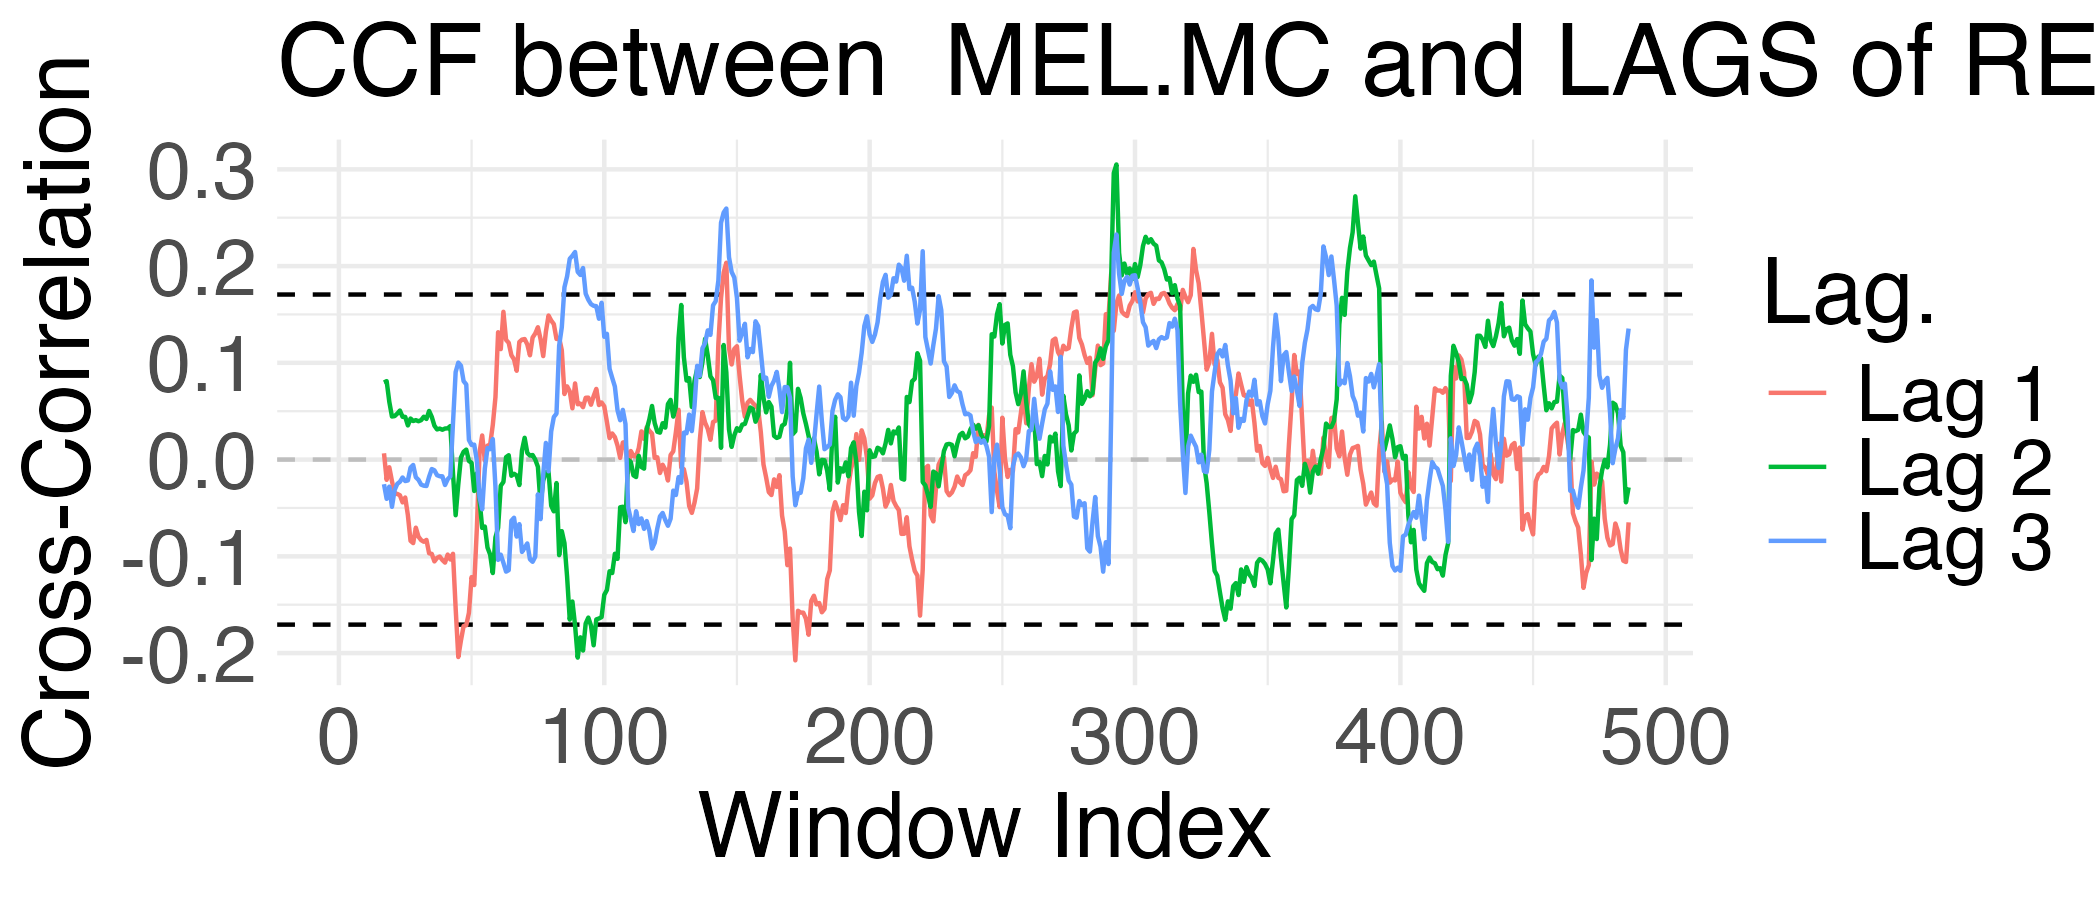 CCF between  MEL.MC and LAGS of RE
Cross-Correlation
0.3
0.2
0.1
0.0
-0.1
-0.2
0 100 200 300 400 500
Window Index
Lag.
Lag 1
Lag 2
Lag 3